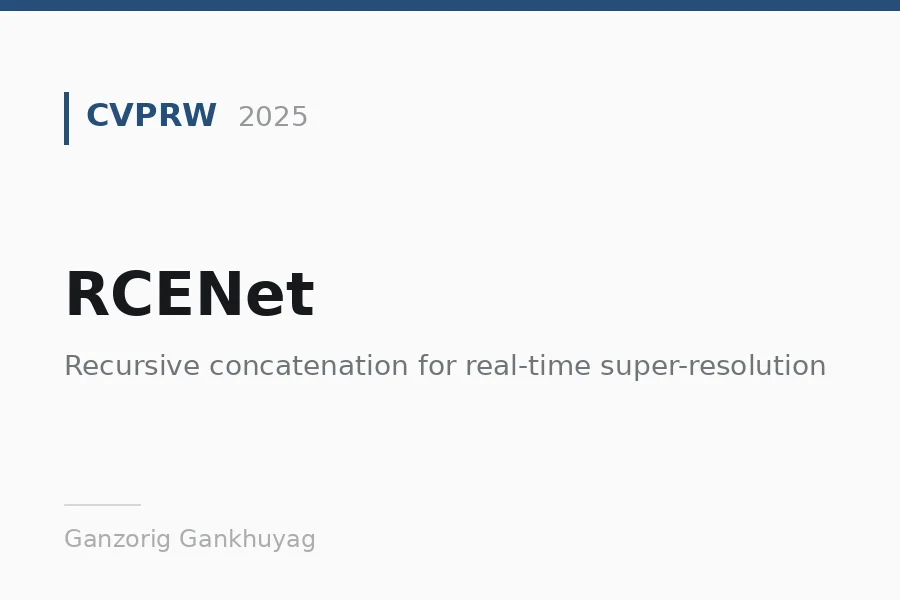 CVPRW 2025
RCENet
Recursive concatenation for real-time super-resolution
Ganzorig Gankhuyag